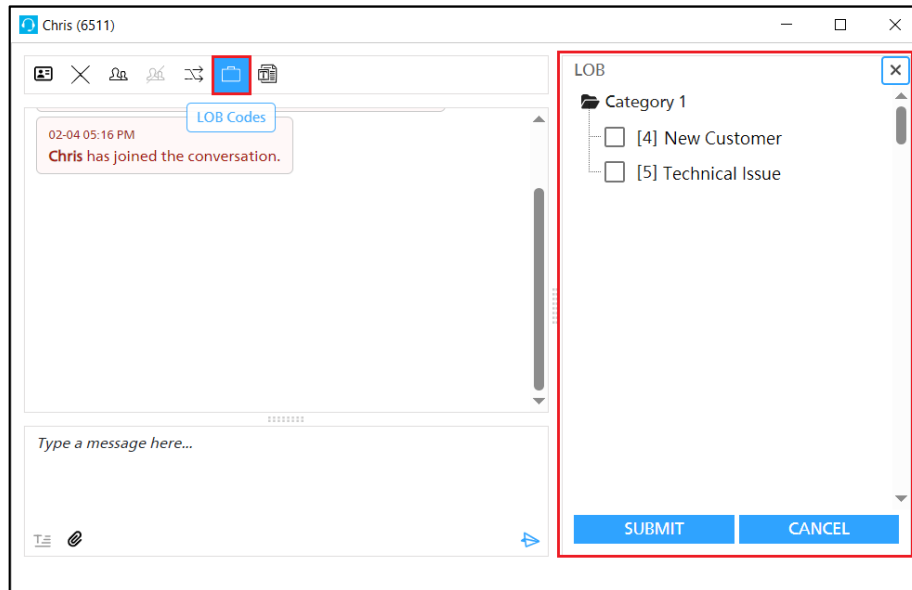 Chris (6511)
LOB Codes
02-04 05:16 PM
Chris has joined the conversation.
Type a message here...
LOB
Category 1
[4] New Customer
[5] Technical Issue
SUBMIT
CANCEL